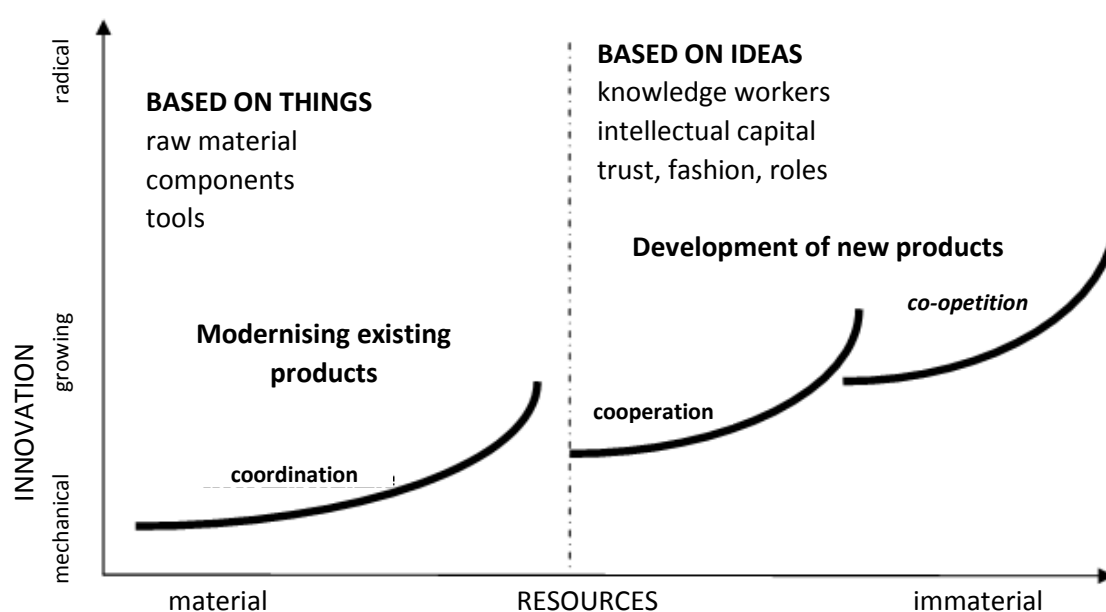 radical
growing
mechanical
INNOVATION
BASED ON THINGS
raw material
components
tools
BASED ON IDEAS
knowledge workers
intellectual capital
trust, fashion, roles
Modernising existing
products
Development of new products
coordination
cooperation
co-opetition
material
RESOURCES
immaterial